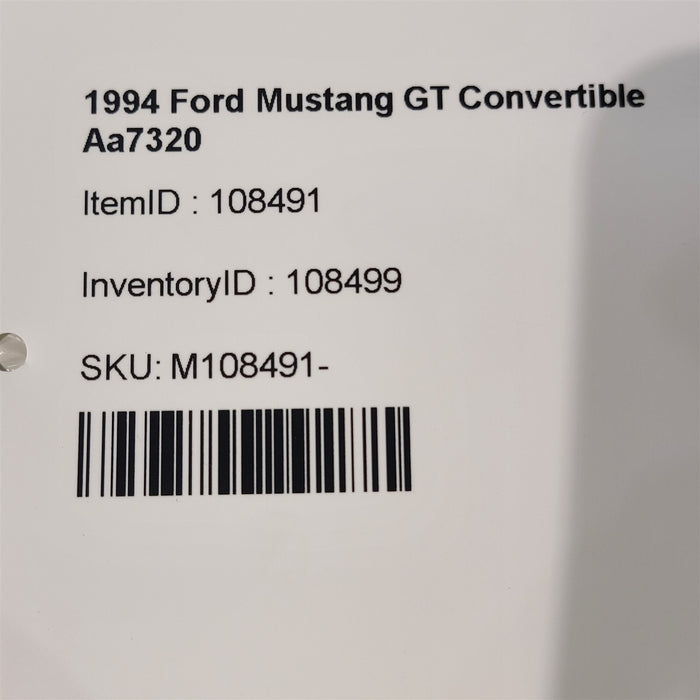 1994 Ford Mustang GT Convertible
Aa7320
ItemID : 108491
InventoryID : 108499
SKU: M108491-